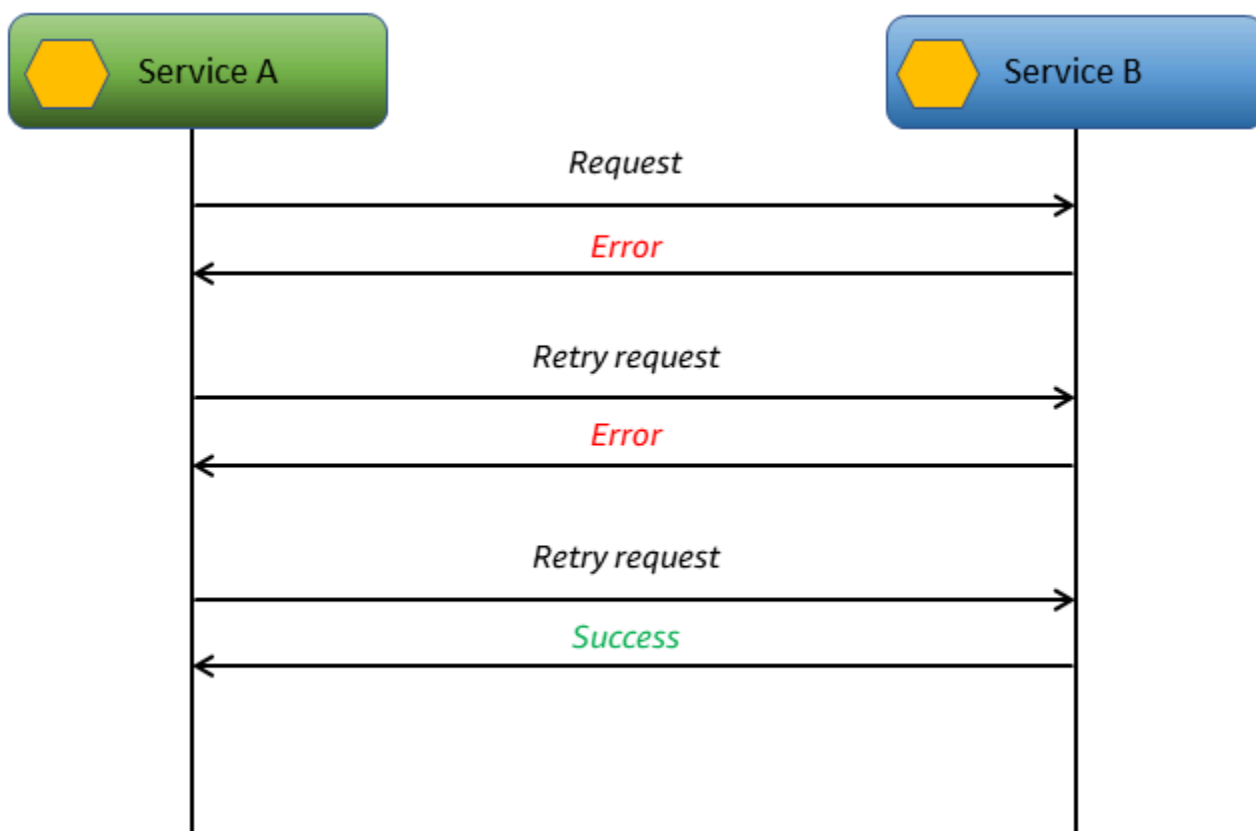 Service A
Service B
Request
Error
Retry request
Error
Retry request
Success